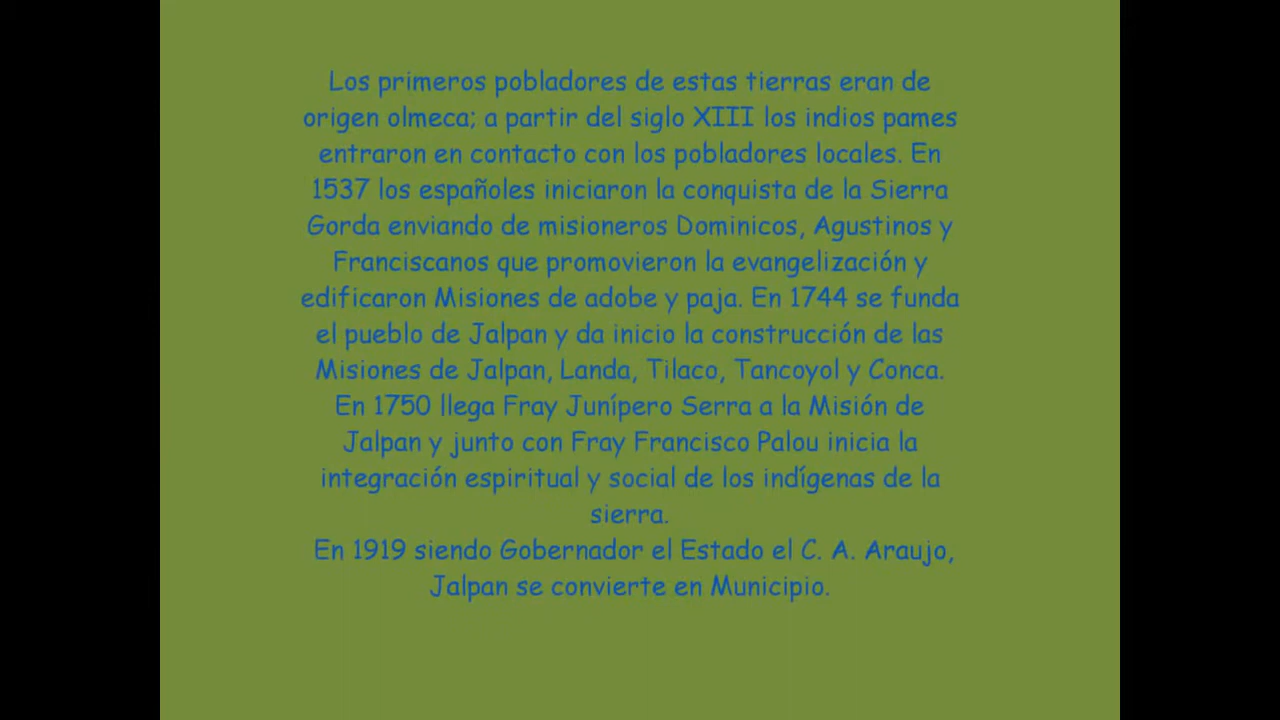 Los primeros pobladores de estas tierras eran de
origen olmeca; a partir del siglo XIII los indios pames
entraron en contacto con los pobladores locales. En
1537 los españoles iniciaron la conquista de la Sierra
Gorda enviando de misioneros Dominicos, Agustinos y
Franciscanos que promovieron la evangelización y
edificaron Misiones de adobe y paja. En 1744 se funda
el pueblo de Jalpan y da inicio la construcción de las
Misiones de Jalpan, Landa, Tilaco, Tancoyol y Conca.
En 1750 llega Fray Junípero Serra a la Misión de
Jalpan y junto con Fray Francisco Palou inicia la
integración espiritual y social de los indígenas de la
sierra.
En 1919 siendo Gobernador el Estado el C. A. Araujo,
Jalpan se convierte en Municipio.